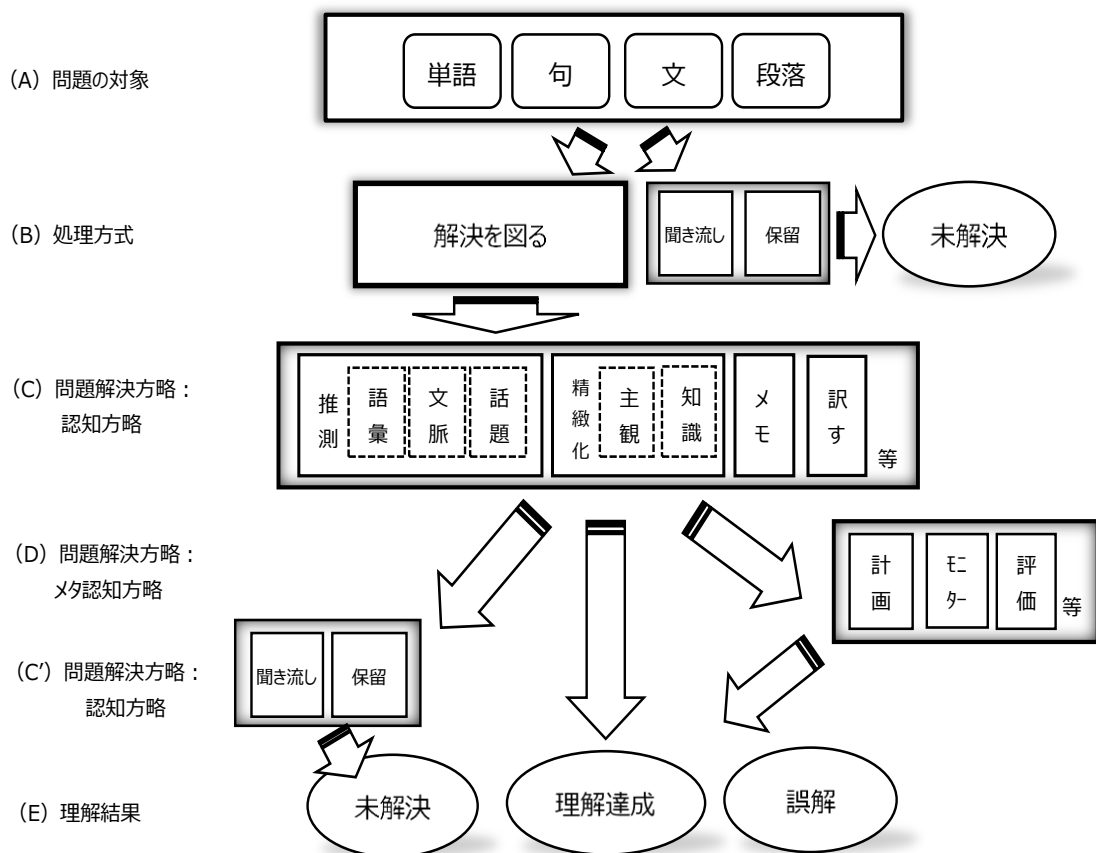 (A) 問題の対象
単語
句
文
段落
(B) 処理方式
解決を図る
聞き流し
保留
未解決
(C) 問題解決方略：
認知方略
推測
語彙
文脈
話題
精緻化
主観
知識
メモ
訳す
等
(D) 問題解決方略：
メタ認知方略
計画
モニター
評価
等
(C’) 問題解決方略：
認知方略
聞き流し
保留
(E) 理解結果
未解決
理解達成
誤解